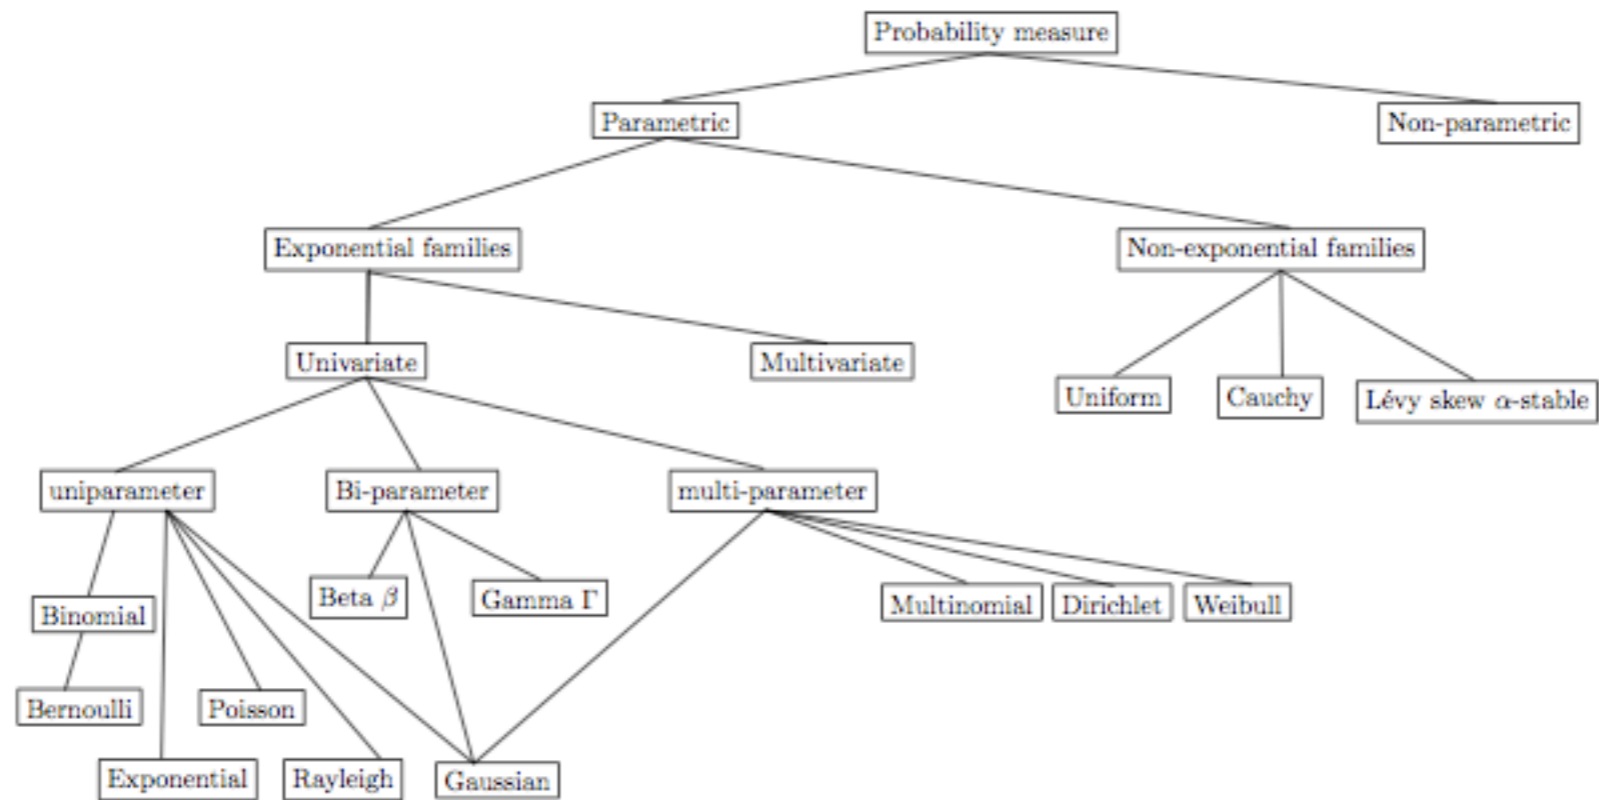 Probability measure
Parametric
Non-parametric
Exponential families
Non-exponential families
Univariate
Multivariate
Uniform
Cauchy
Lévy skew α-stable
uniparameter
Bi-parameter
multi-parameter
Beta β
Gamma Γ
Multinomial
Dirichlet
Weibull
Binomial
Bernoulli
Poisson
Exponential
Rayleigh
Gaussian